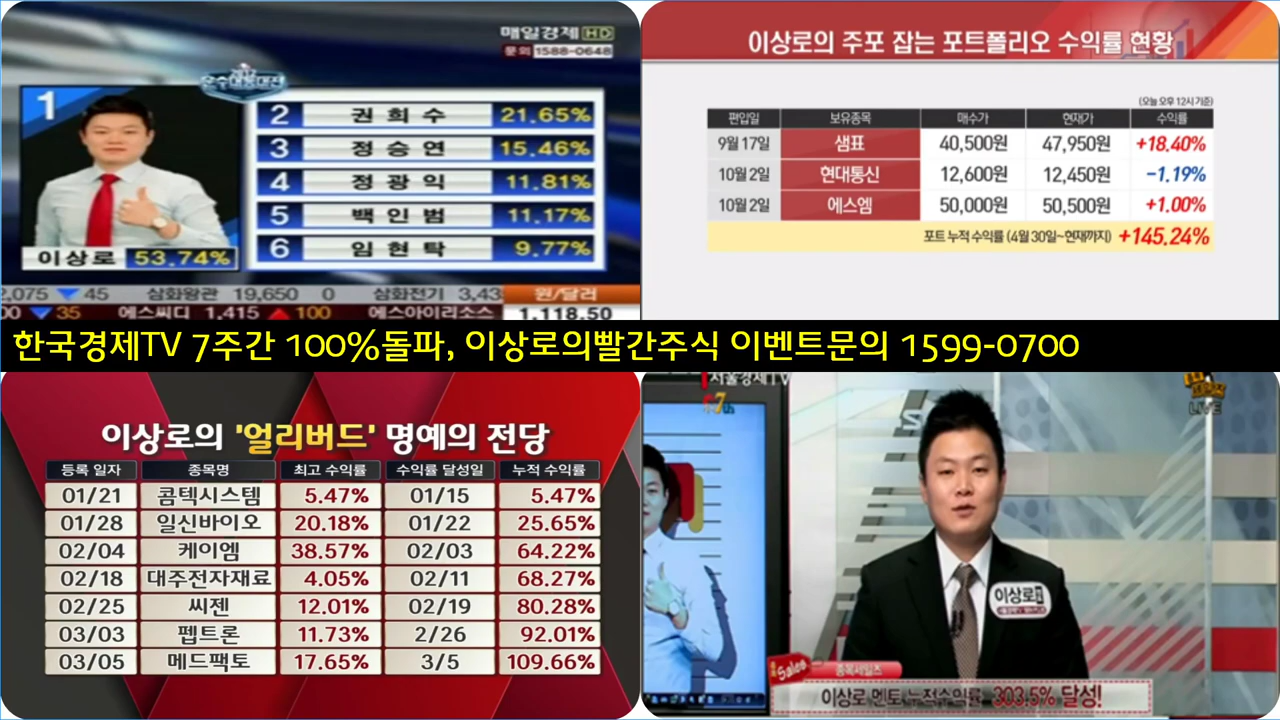 매일경제 HD
문의 1588-0648
1
이상로 53.74%
2 권희수 21.65%
3 정승연 15.46%
4 정광익 11.81%
5 백인범 11.17%
6 임현탁 9.77%
2,075 ▼ 45 삼화왕관 19,650 0 삼화전기 3,43
원/달러
00 ▼ 35 에스씨디 1,415 ▲ 100 에스아이리소스
1,118.50
이상로의 주포 잡는 포트폴리오 수익률 현황
(오늘 오후 12시 기준)
편입일 보유종목 매수가 현재가 수익률
9월 17일 샘표 40,500원 47,950원 +18.40%
10월 2일 현대통신 12,600원 12,450원 -1.19%
10월 2일 에스엠 50,000원 50,500원 +1.00%
포트 누적 수익률 (4월 30일~현재까지) +145.24%
한국경제TV 7주간 100%돌파, 이상로의빨간주식 이벤트문의 1599-0700
이상로의 '얼리버드' 명예의 전당
등록 일자 종목명 최고 수익률 수익률 달성일 누적 수익률
01/21 콤텍시스템 5.47% 01/15 5.47%
01/28 일신바이오 20.18% 01/22 25.65%
02/04 케이엠 38.57% 02/03 64.22%
02/18 대주전자재료 4.05% 02/11 68.27%
02/25 씨젠 12.01% 02/19 80.28%
03/03 펩트론 11.73% 2/26 92.01%
03/05 메드팩토 17.65% 3/5 109.66%
서울경제TV
7th
LIVE
이상로
Sales
종목세일즈
이상로 멘토 누적수익률 303.5% 달성!